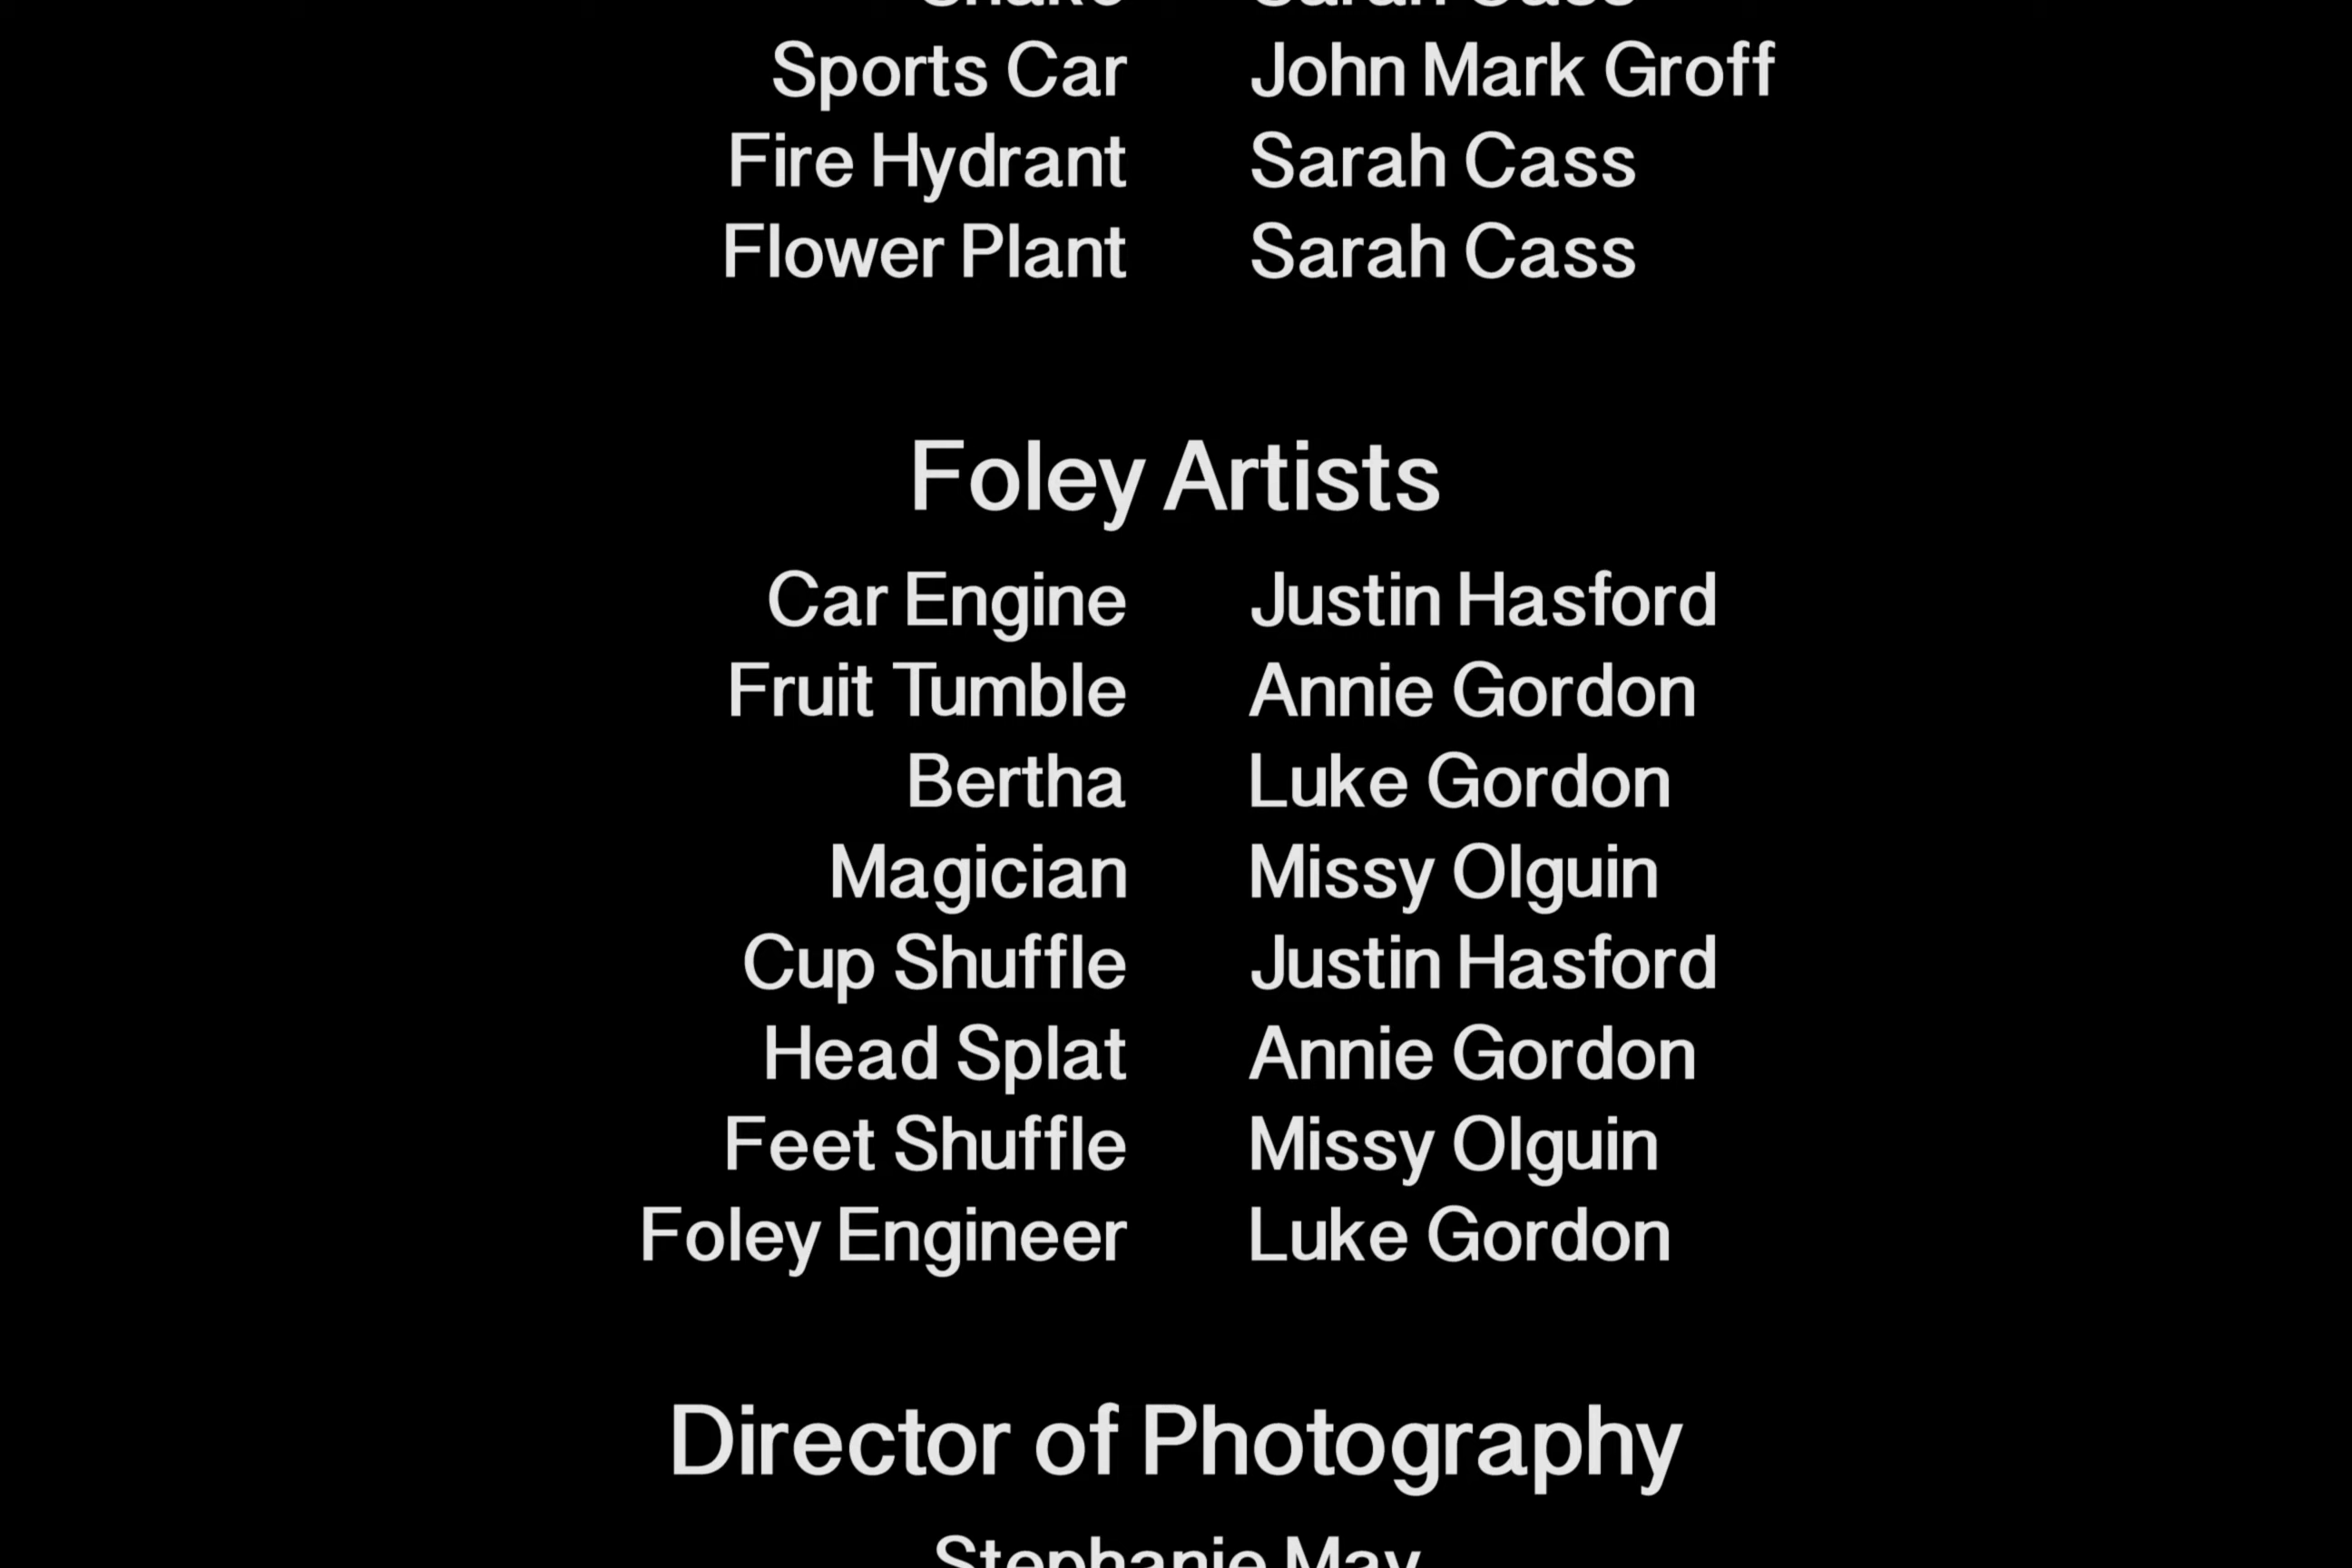 Sarah Cass
Sports Car John Mark Groff
Fire Hydrant Sarah Cass
Flower Plant Sarah Cass
Foley Artists
Car Engine Justin Hasford
Fruit Tumble Annie Gordon
Bertha Luke Gordon
Magician Missy Olguin
Cup Shuffle Justin Hasford
Head Splat Annie Gordon
Feet Shuffle Missy Olguin
Foley Engineer Luke Gordon
Director of Photography
Stephanie May